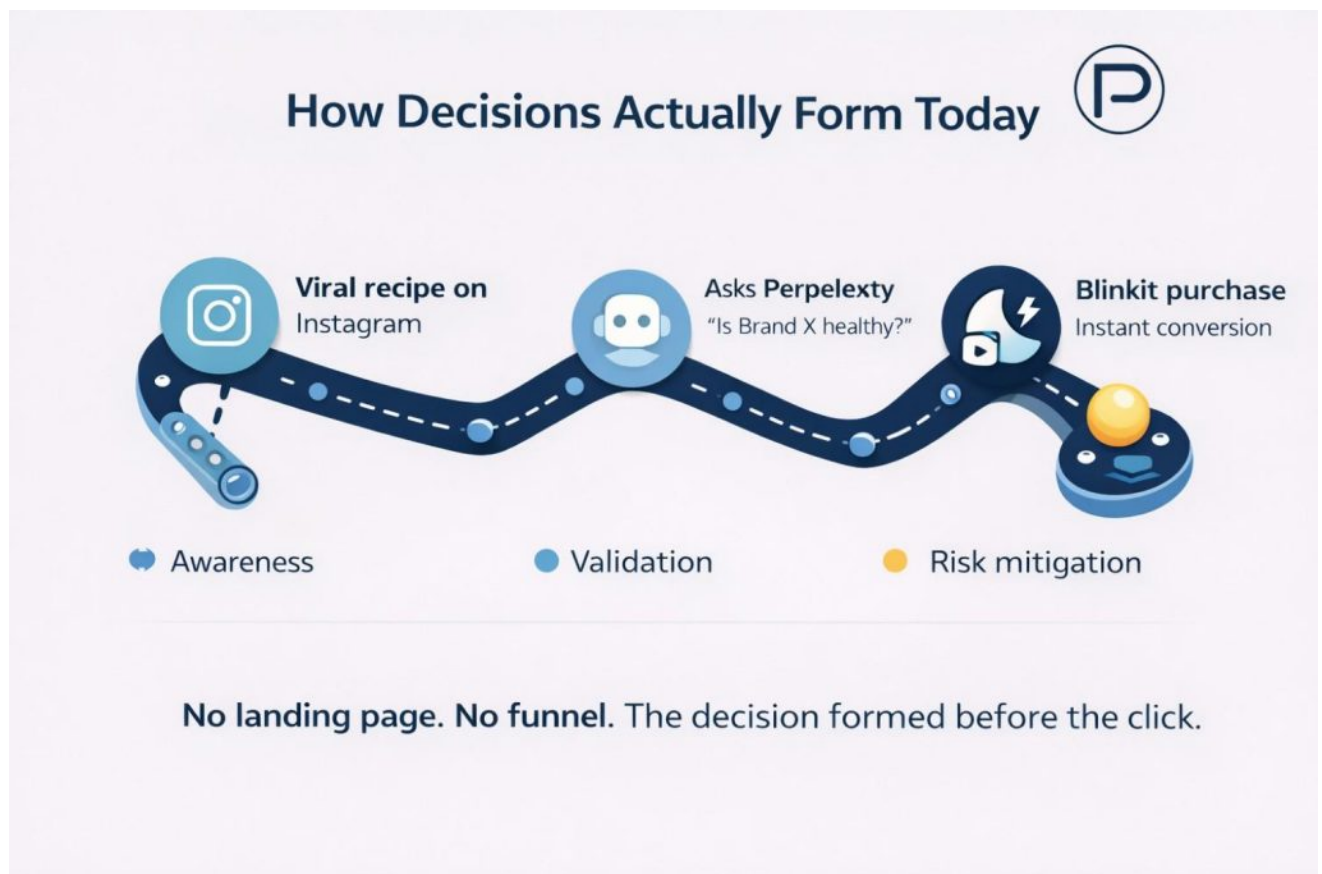 How Decisions Actually Form Today
P
Viral recipe on
Instagram
Asks Perpelexty
“Is Brand X healthy?”
Blinkit purchase
Instant conversion
Awareness
Validation
Risk mitigation
No landing page. No funnel. The decision formed before the click.